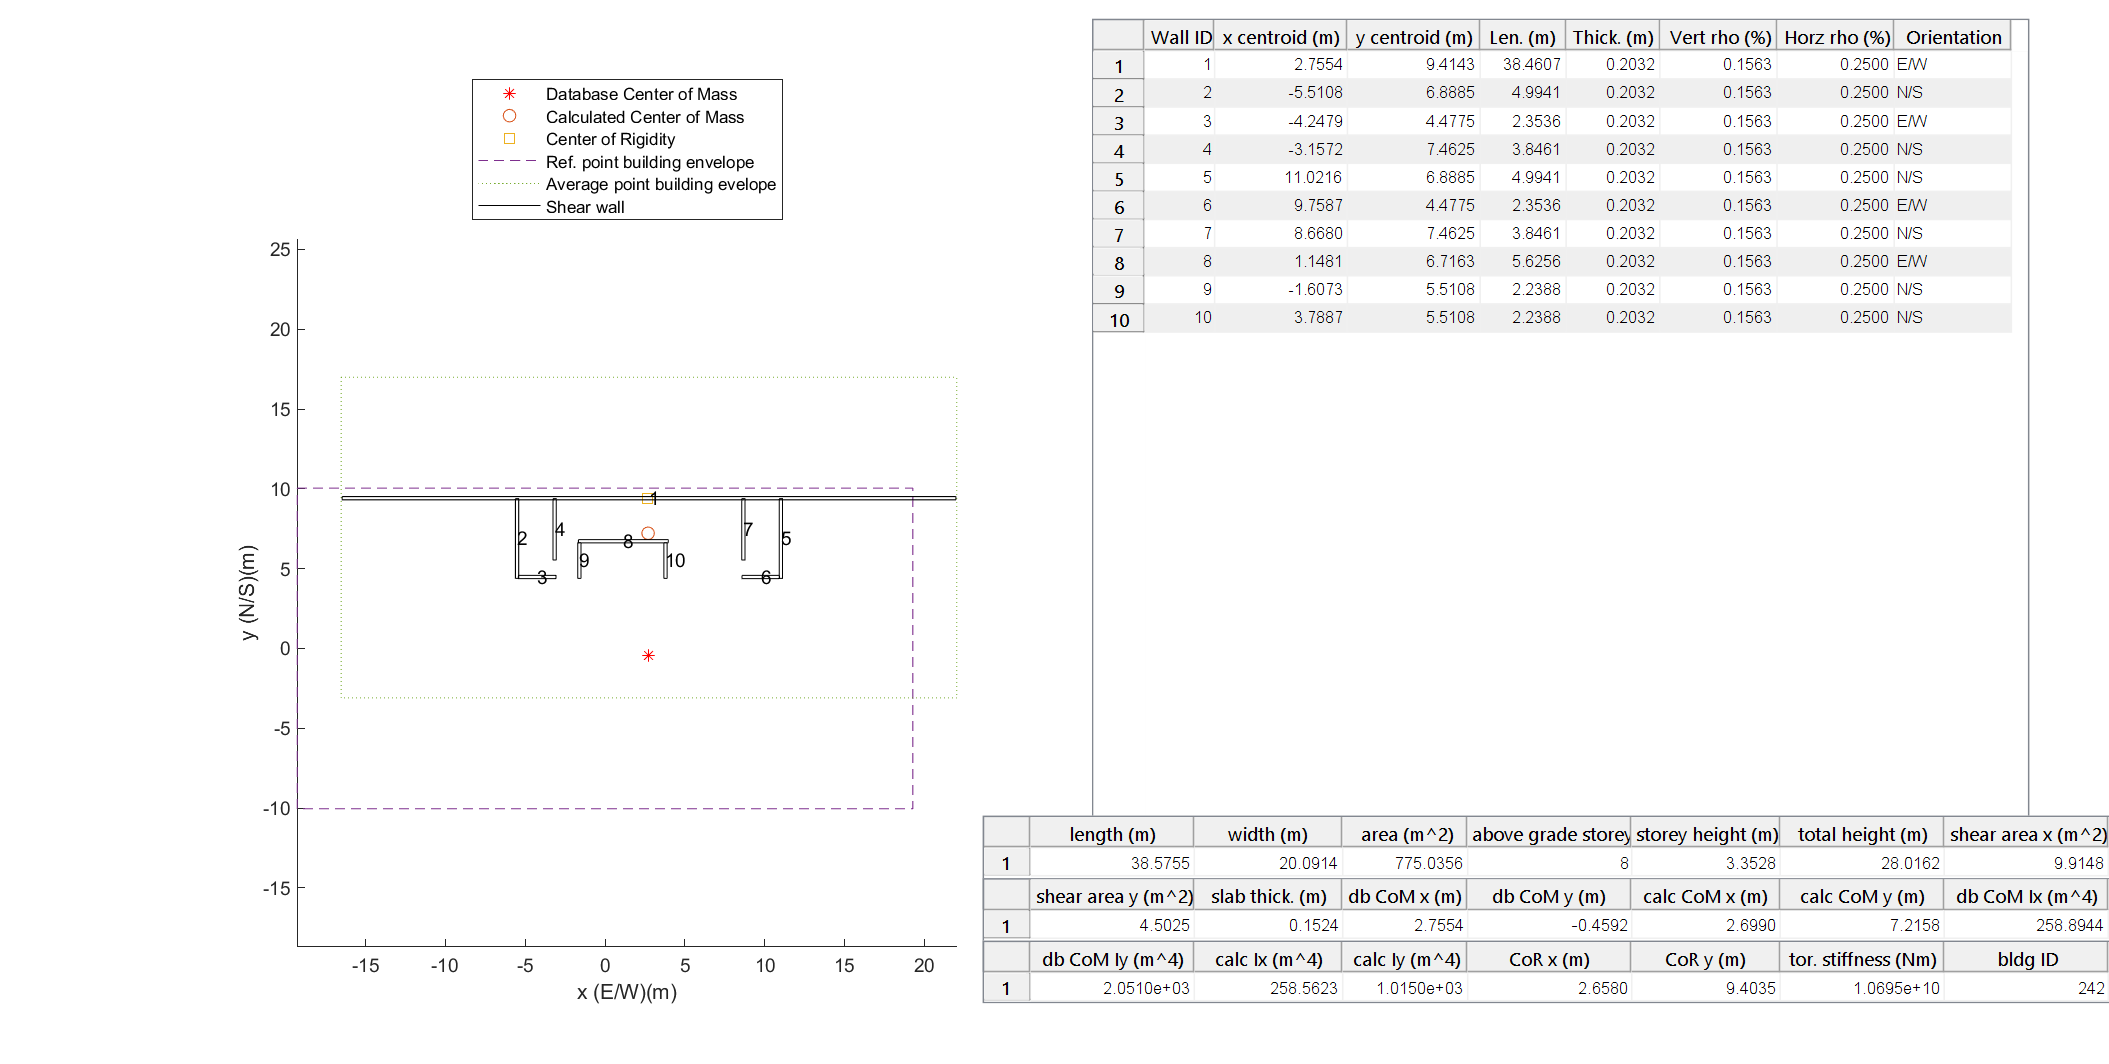 Database Center of Mass
Calculated Center of Mass
Center of Rigidity
Ref. point building envelope
Average point building evelope
Shear wall
25
20
15
10
5
0
-5
-10
-15
y (N/S)(m)
-15 -10 -5 0 5 10 15 20
x (E/W)(m)
1
2 4 7 5
8
9 10
3 6
Wall ID x centroid (m) y centroid (m) Len. (m) Thick. (m) Vert rho (%) Horz rho (%) Orientation
1 1 2.7554 9.4143 38.4607 0.2032 0.1563 0.2500 E/W
2 2 -5.5108 6.8885 4.9941 0.2032 0.1563 0.2500 N/S
3 3 -4.2479 4.4775 2.3536 0.2032 0.1563 0.2500 E/W
4 4 -3.1572 7.4625 3.8461 0.2032 0.1563 0.2500 N/S
5 5 11.0216 6.8885 4.9941 0.2032 0.1563 0.2500 N/S
6 6 9.7587 4.4775 2.3536 0.2032 0.1563 0.2500 E/W
7 7 8.6680 7.4625 3.8461 0.2032 0.1563 0.2500 N/S
8 8 1.1481 6.7163 5.6256 0.2032 0.1563 0.2500 E/W
9 9 -1.6073 5.5108 2.2388 0.2032 0.1563 0.2500 N/S
10 10 3.7887 5.5108 2.2388 0.2032 0.1563 0.2500 N/S
length (m) width (m) area (m^2) above grade storey storey height (m) total height (m) shear area x (m^2)
1 38.5755 20.0914 775.0356 8 3.3528 28.0162 9.9148
shear area y (m^2) slab thick. (m) db CoM x (m) db CoM y (m) calc CoM x (m) calc CoM y (m) db CoM Ix (m^4)
1 4.5025 0.1524 2.7554 -0.4592 2.6990 7.2158 258.8944
db CoM Iy (m^4) calc Ix (m^4) calc Iy (m^4) CoR x (m) CoR y (m) tor. stiffness (Nm) bldg ID
1 2.0510e+03 258.5623 1.0150e+03 2.6580 9.4035 1.0695e+10 242